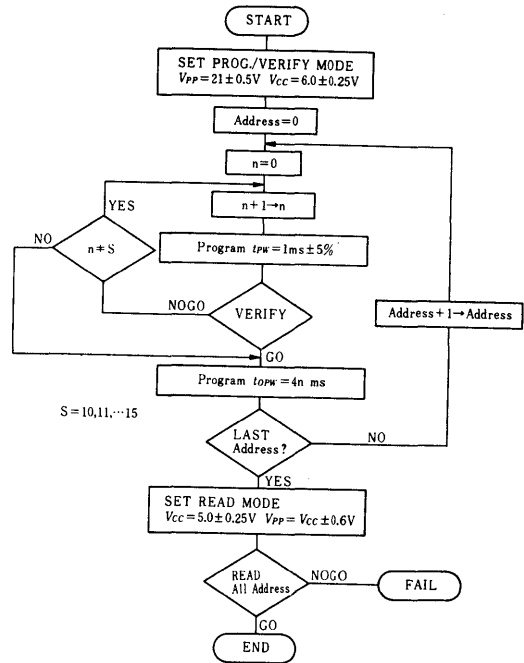 START
SET PROG./VERIFY MODE
VPP=21±0.5V VCC=6.0±0.25V
Address=0
n=0
n+1→n
YES
NO
n≠S
Program tPW=1ms±5%
NOGO
VERIFY
Address+1→Address
GO
Program tOPW=4n ms
S=10,11,···15
LAST
Address?
NO
YES
SET READ MODE
VCC=5.0±0.25V VPP=VCC±0.6V
READ
All Address
NOGO
FAIL
GO
END